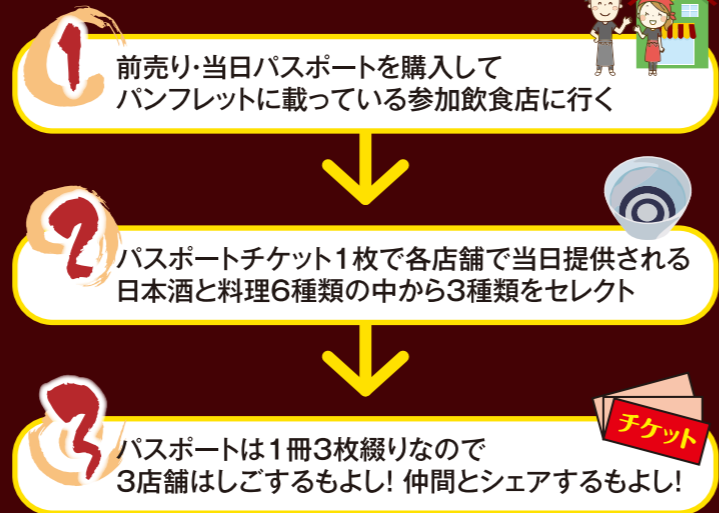 1
前売り・当日パスポートを購入して
パンフレットに載っている参加飲食店に行く
2
パスポートチケット1枚で各店舗で当日提供される
日本酒と料理6種類の中から3種類をセレクト
3
チケット
パスポートは1冊3枚綴りなので
3店舗はしごするもよし! 仲間とシェアするもよし!